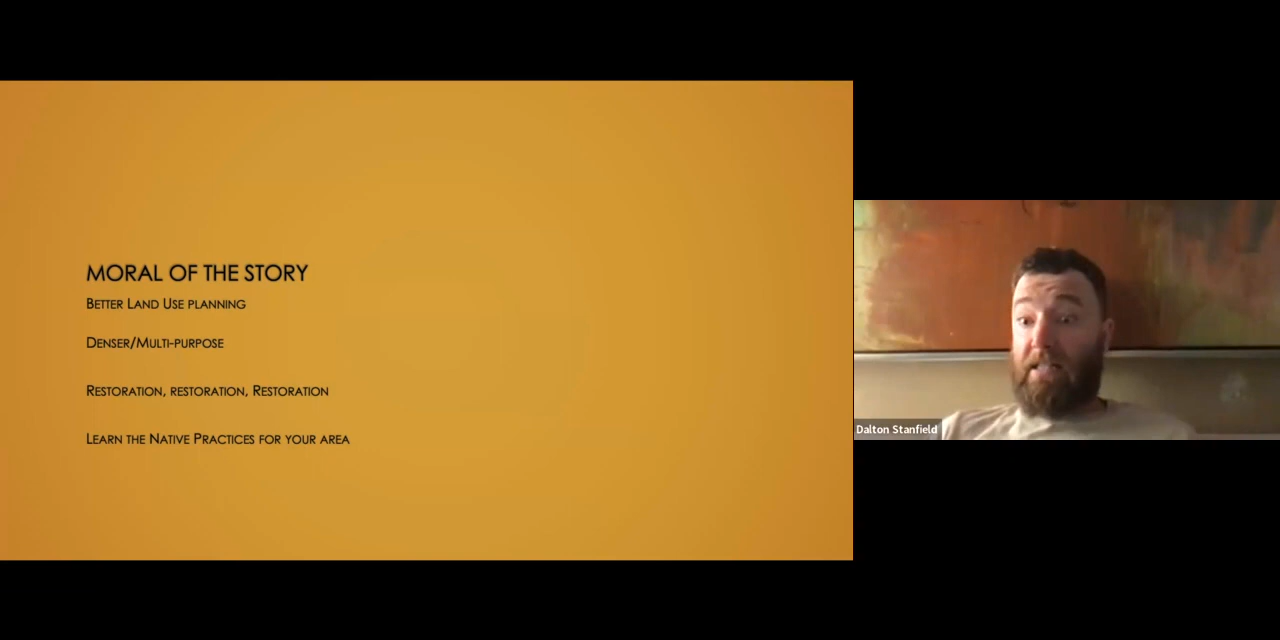 MORAL OF THE STORY
BETTER LAND USE PLANNING
DENSER/MULTI-PURPOSE
RESTORATION, RESTORATION, RESTORATION
LEARN THE NATIVE PRACTICES FOR YOUR AREA
Dalton Stanfield